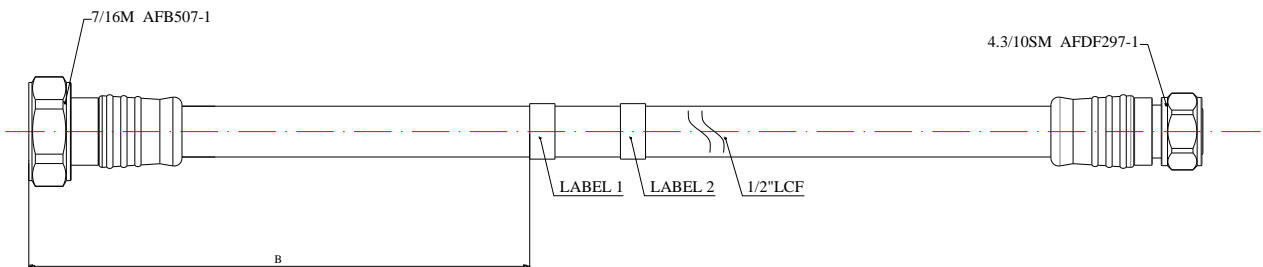 7/16M  AFB507-1
4.3/10SM  AFDF297-1
LABEL 1
LABEL 2
1/2"LCF
B